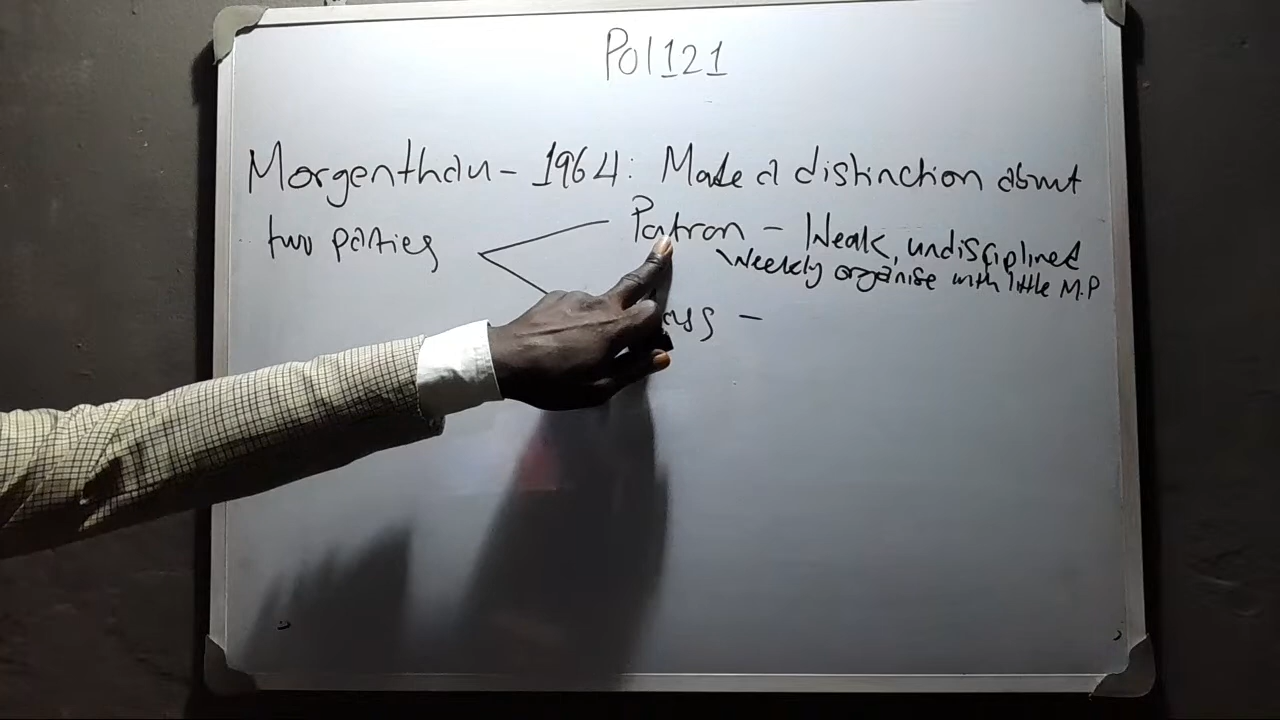 Pol121
Morgenthau - 1964: Made a distinction about
two parties
Patron - Weak, undisciplined
Weekly organise with little M.P